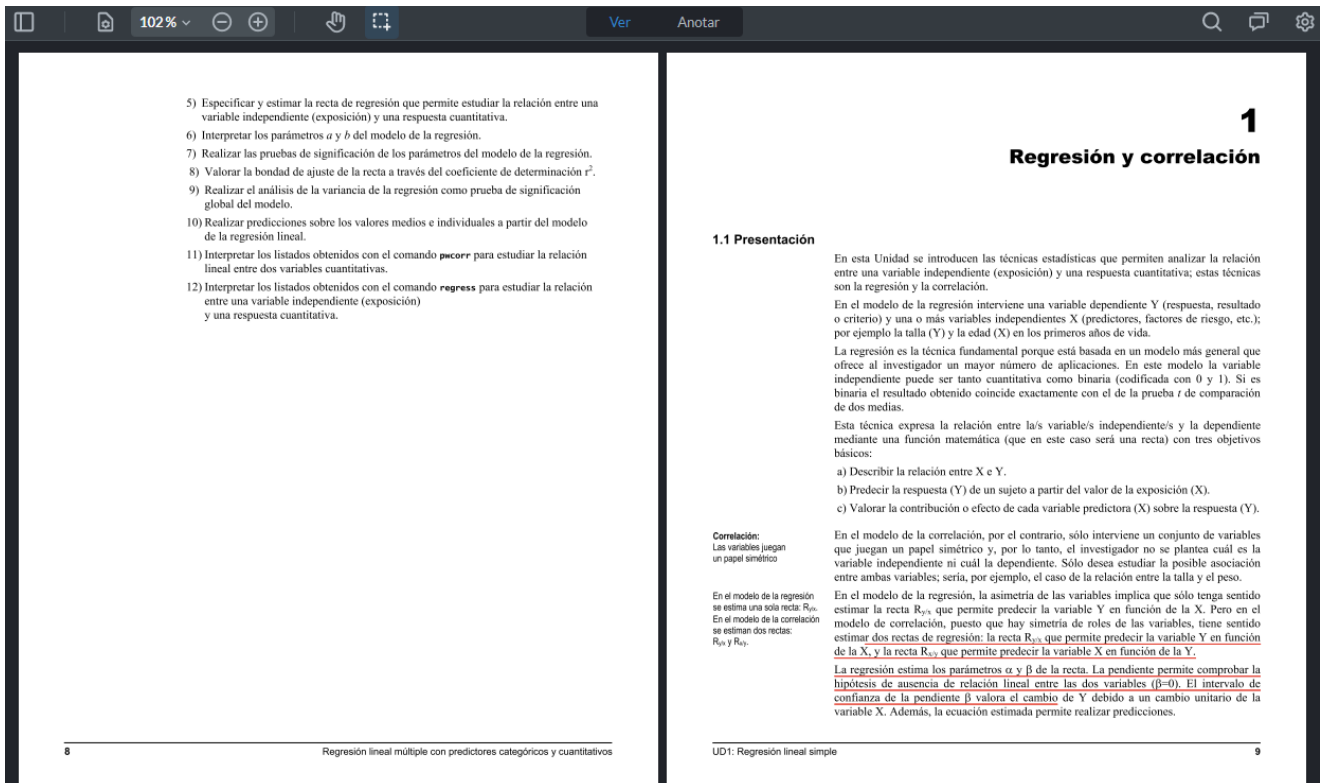 102%
Ver
Anotar
5) Especificar y estimar la recta de regresión que permite estudiar la relación entre una
variable independiente (exposición) y una respuesta cuantitativa.
6) Interpretar los parámetros a y b del modelo de la regresión.
7) Realizar las pruebas de significación de los parámetros del modelo de la regresión.
8) Valorar la bondad de ajuste de la recta a través del coeficiente de determinación r².
9) Realizar el análisis de la variancia de la regresión como prueba de significación
global del modelo.
10) Realizar predicciones sobre los valores medios e individuales a partir del modelo
de la regresión lineal.
11) Interpretar los listados obtenidos con el comando pwcorr para estudiar la relación
lineal entre dos variables cuantitativas.
12) Interpretar los listados obtenidos con el comando regress para estudiar la relación
entre una variable independiente (exposición)
y una respuesta cuantitativa.
8
Regresión lineal múltiple con predictores categóricos y cuantitativos
1
Regresión y correlación
1.1 Presentación
En esta Unidad se introducen las técnicas estadísticas que permiten analizar la relación
entre una variable independiente (exposición) y una respuesta cuantitativa; estas técnicas
son la regresión y la correlación.
En el modelo de la regresión interviene una variable dependiente Y (respuesta, resultado
o criterio) y una o más variables independientes X (predictores, factores de riesgo, etc.);
por ejemplo la talla (Y) y la edad (X) en los primeros años de vida.
La regresión es la técnica fundamental porque está basada en un modelo más general que
ofrece al investigador un mayor número de aplicaciones. En este modelo la variable
independiente puede ser tanto cuantitativa como binaria (codificada con 0 y 1). Si es
binaria el resultado obtenido coincide exactamente con el de la prueba t de comparación
de dos medias.
Esta técnica expresa la relación entre la/s variable/s independiente/s y la dependiente
mediante una función matemática (que en este caso será una recta) con tres objetivos
básicos:
a) Describir la relación entre X e Y.
b) Predecir la respuesta (Y) de un sujeto a partir del valor de la exposición (X).
c) Valorar la contribución o efecto de cada variable predictora (X) sobre la respuesta (Y).
Correlación:
Las variables juegan
un papel simétrico
En el modelo de la correlación, por el contrario, sólo interviene un conjunto de variables
que juegan un papel simétrico y, por lo tanto, el investigador no se plantea cuál es la
variable independiente ni cuál la dependiente. Sólo desea estudiar la posible asociación
entre ambas variables; sería, por ejemplo, el caso de la relación entre la talla y el peso.
En el modelo de la regresión
se estima una sola recta: Ry/x.
En el modelo de la correlación
se estiman dos rectas:
Ry/x y Rx/y.
En el modelo de la regresión, la asimetría de las variables implica que sólo tenga sentido
estimar la recta Ry/x que permite predecir la variable Y en función de la X. Pero en el
modelo de correlación, puesto que hay simetría de roles de las variables, tiene sentido
estimar dos rectas de regresión: la recta Ry/x que permite predecir la variable Y en función
de la X, y la recta Rx/y que permite predecir la variable X en función de la Y.
La regresión estima los parámetros α y β de la recta. La pendiente permite comprobar la
hipótesis de ausencia de relación lineal entre las dos variables (β=0). El intervalo de
confianza de la pendiente β valora el cambio de Y debido a un cambio unitario de la
variable X. Además, la ecuación estimada permite realizar predicciones.
UD1: Regresión lineal simple
9